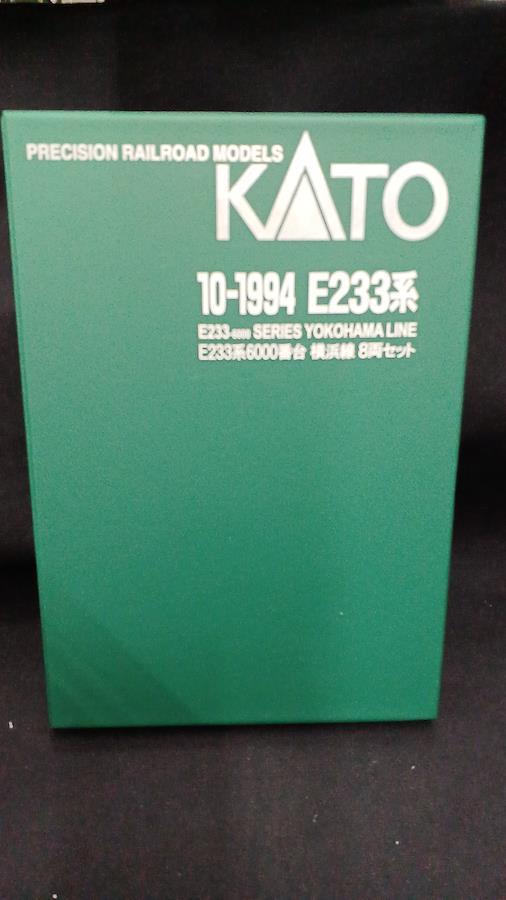 PRECISION RAILROAD MODELS
KATO
10-1994 E233系
E233-6000 SERIES YOKOHAMA LINE
E233系6000番台 横浜線 8両セット